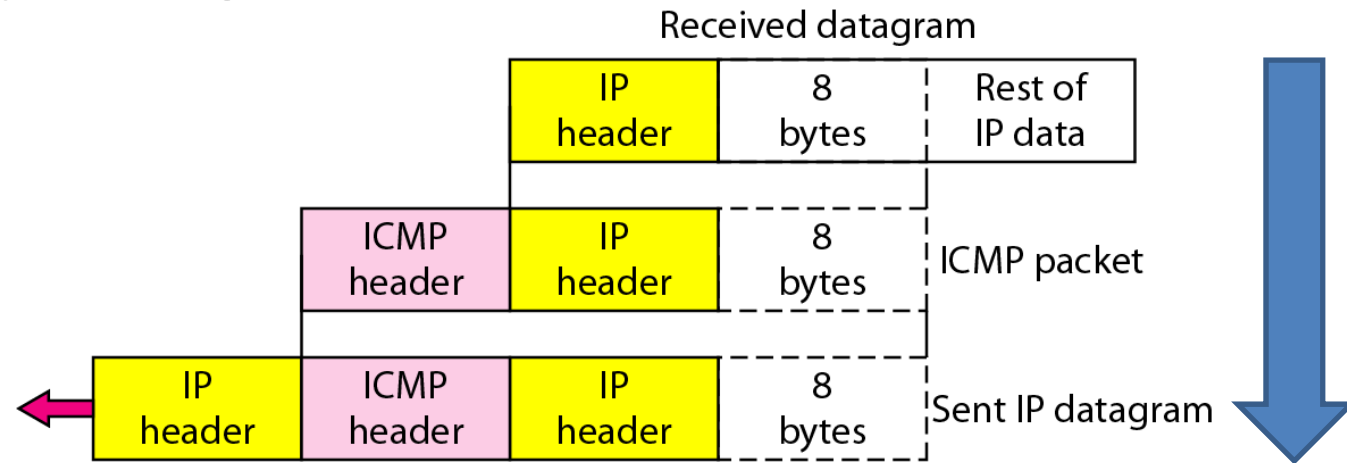 Received datagram
IP
header
8
bytes
Rest of
IP data
ICMP
header
IP
header
8
bytes
ICMP packet
IP
header
ICMP
header
IP
header
8
bytes
Sent IP datagram